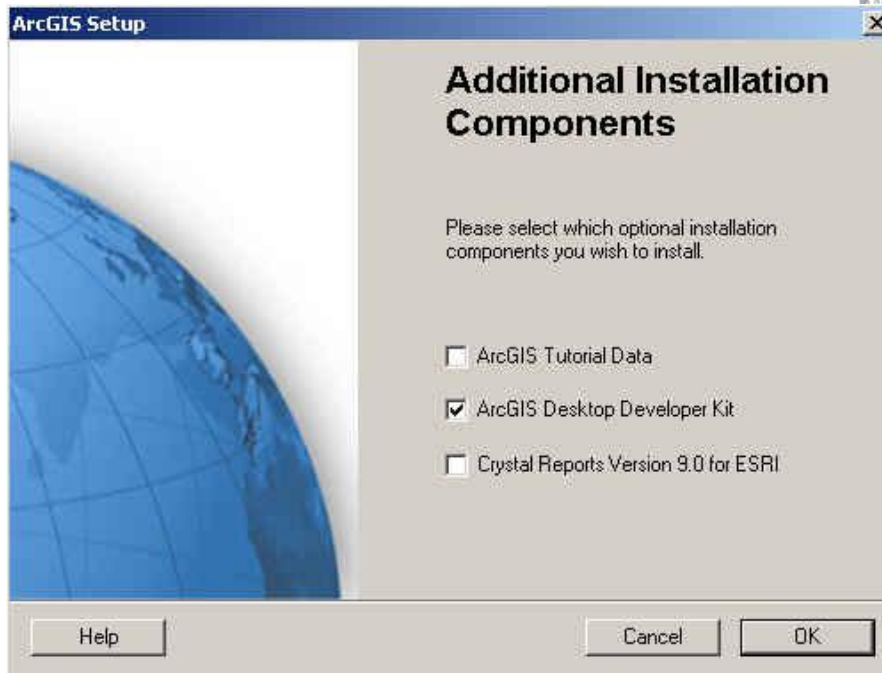 ArcGIS Setup
Additional Installation
Components
Please select which optional installation
components you wish to install.
ArcGIS Tutorial Data
ArcGIS Desktop Developer Kit
Crystal Reports Version 9.0 for ESRI
Help
Cancel
OK